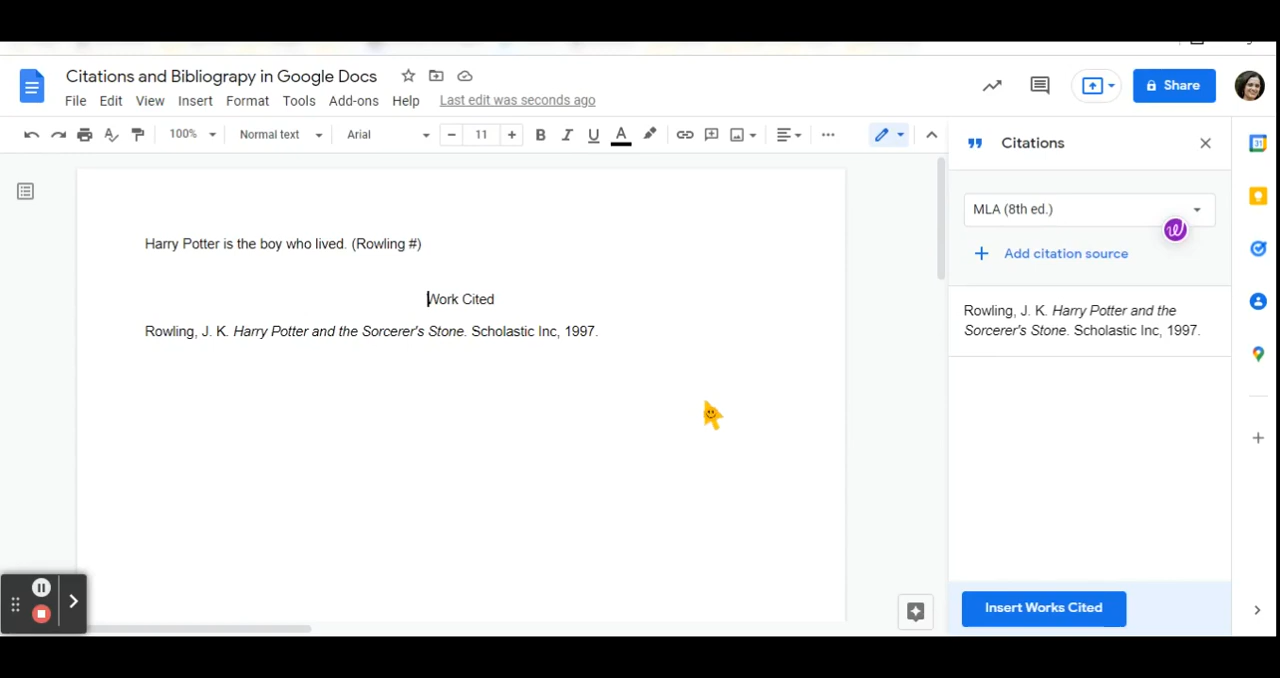 Citations and Bibliograpy in Google Docs
Share
File Edit View Insert Format Tools Add-ons Help Last edit was seconds ago
100% Normal text Arial 11 B I U A
Citations
MLA (8th ed.)
Add citation source
Harry Potter is the boy who lived. (Rowling #)
Work Cited
Rowling, J. K. Harry Potter and the Sorcerer's Stone. Scholastic Inc, 1997.
Rowling, J. K. Harry Potter and the
Sorcerer's Stone. Scholastic Inc, 1997.
Insert Works Cited